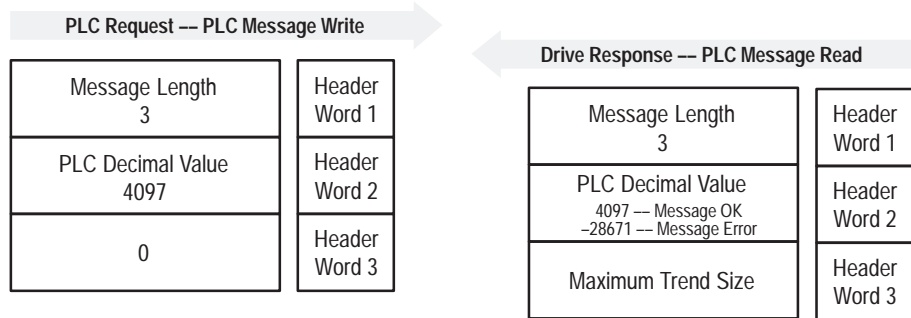 PLC Request –– PLC Message Write
Message Length
3
Header
Word 1
PLC Decimal Value
4097
Header
Word 2
0
Header
Word 3
Drive Response –– PLC Message Read
Message Length
3
Header
Word 1
PLC Decimal Value
4097 –– Message OK
–28671 –– Message Error
Header
Word 2
Maximum Trend Size
Header
Word 3